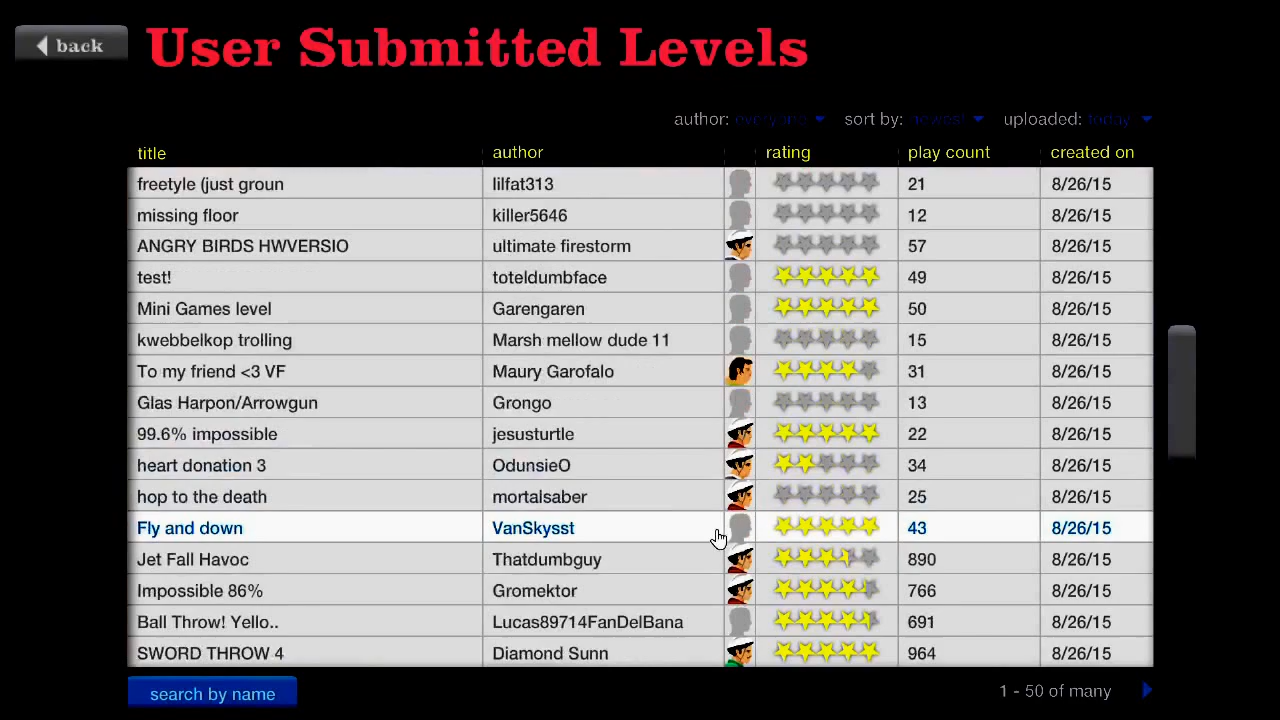 back
User Submitted Levels
author: everyone sort by: newest uploaded: today
title author rating play count created on
freetyle (just groun lilfat313 21 8/26/15
missing floor killer5646 12 8/26/15
ANGRY BIRDS HWVERSIO ultimate firestorm 57 8/26/15
test! toteldumbface 49 8/26/15
Mini Games level Garengaren 50 8/26/15
kwebbelkop trolling Marsh mellow dude 11 15 8/26/15
To my friend <3 VF Maury Garofalo 31 8/26/15
Glas Harpon/Arrowgun Grongo 13 8/26/15
99.6% impossible jesusturtle 22 8/26/15
heart donation 3 OdunsieO 34 8/26/15
hop to the death mortalsaber 25 8/26/15
Fly and down VanSkysst 43 8/26/15
Jet Fall Havoc Thatdumbguy 890 8/26/15
Impossible 86% Gromektor 766 8/26/15
Ball Throw! Yello.. Lucas89714FanDelBana 691 8/26/15
SWORD THROW 4 Diamond Sunn 964 8/26/15
search by name 1 - 50 of many